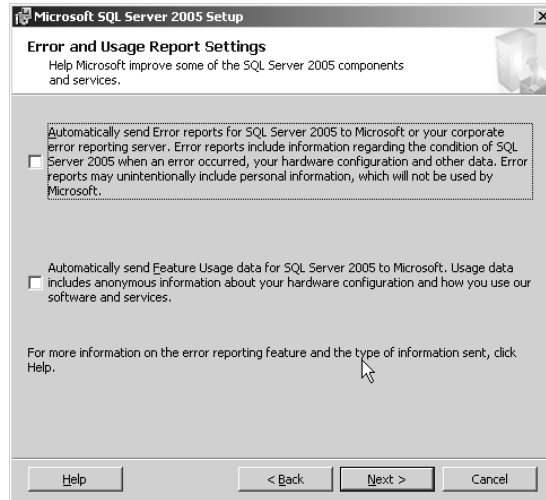 Microsoft SQL Server 2005 Setup
Error and Usage Report Settings
Help Microsoft improve some of the SQL Server 2005 components
and services.
Automatically send Error reports for SQL Server 2005 to Microsoft or your corporate
error reporting server. Error reports include information regarding the condition of SQL
Server 2005 when an error occurred, your hardware configuration and other data. Error
reports may unintentionally include personal information, which will not be used by
Microsoft.
Automatically send Feature Usage data for SQL Server 2005 to Microsoft. Usage data
includes anonymous information about your hardware configuration and how you use our
software and services.
For more information on the error reporting feature and the type of information sent, click
Help.
Help
< Back
Next >
Cancel